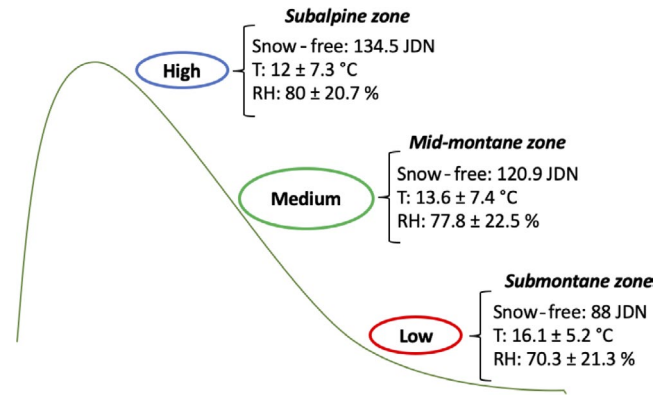 Subalpine zone
Snow - free: 134.5 JDN
High
T: 12 ± 7.3 °C
RH: 80 ± 20.7 %
Mid-montane zone
Snow - free: 120.9 JDN
Medium
T: 13.6 ± 7.4 °C
RH: 77.8 ± 22.5 %
Submontane zone
Snow - free: 88 JDN
Low
T: 16.1 ± 5.2 °C
RH: 70.3 ± 21.3 %